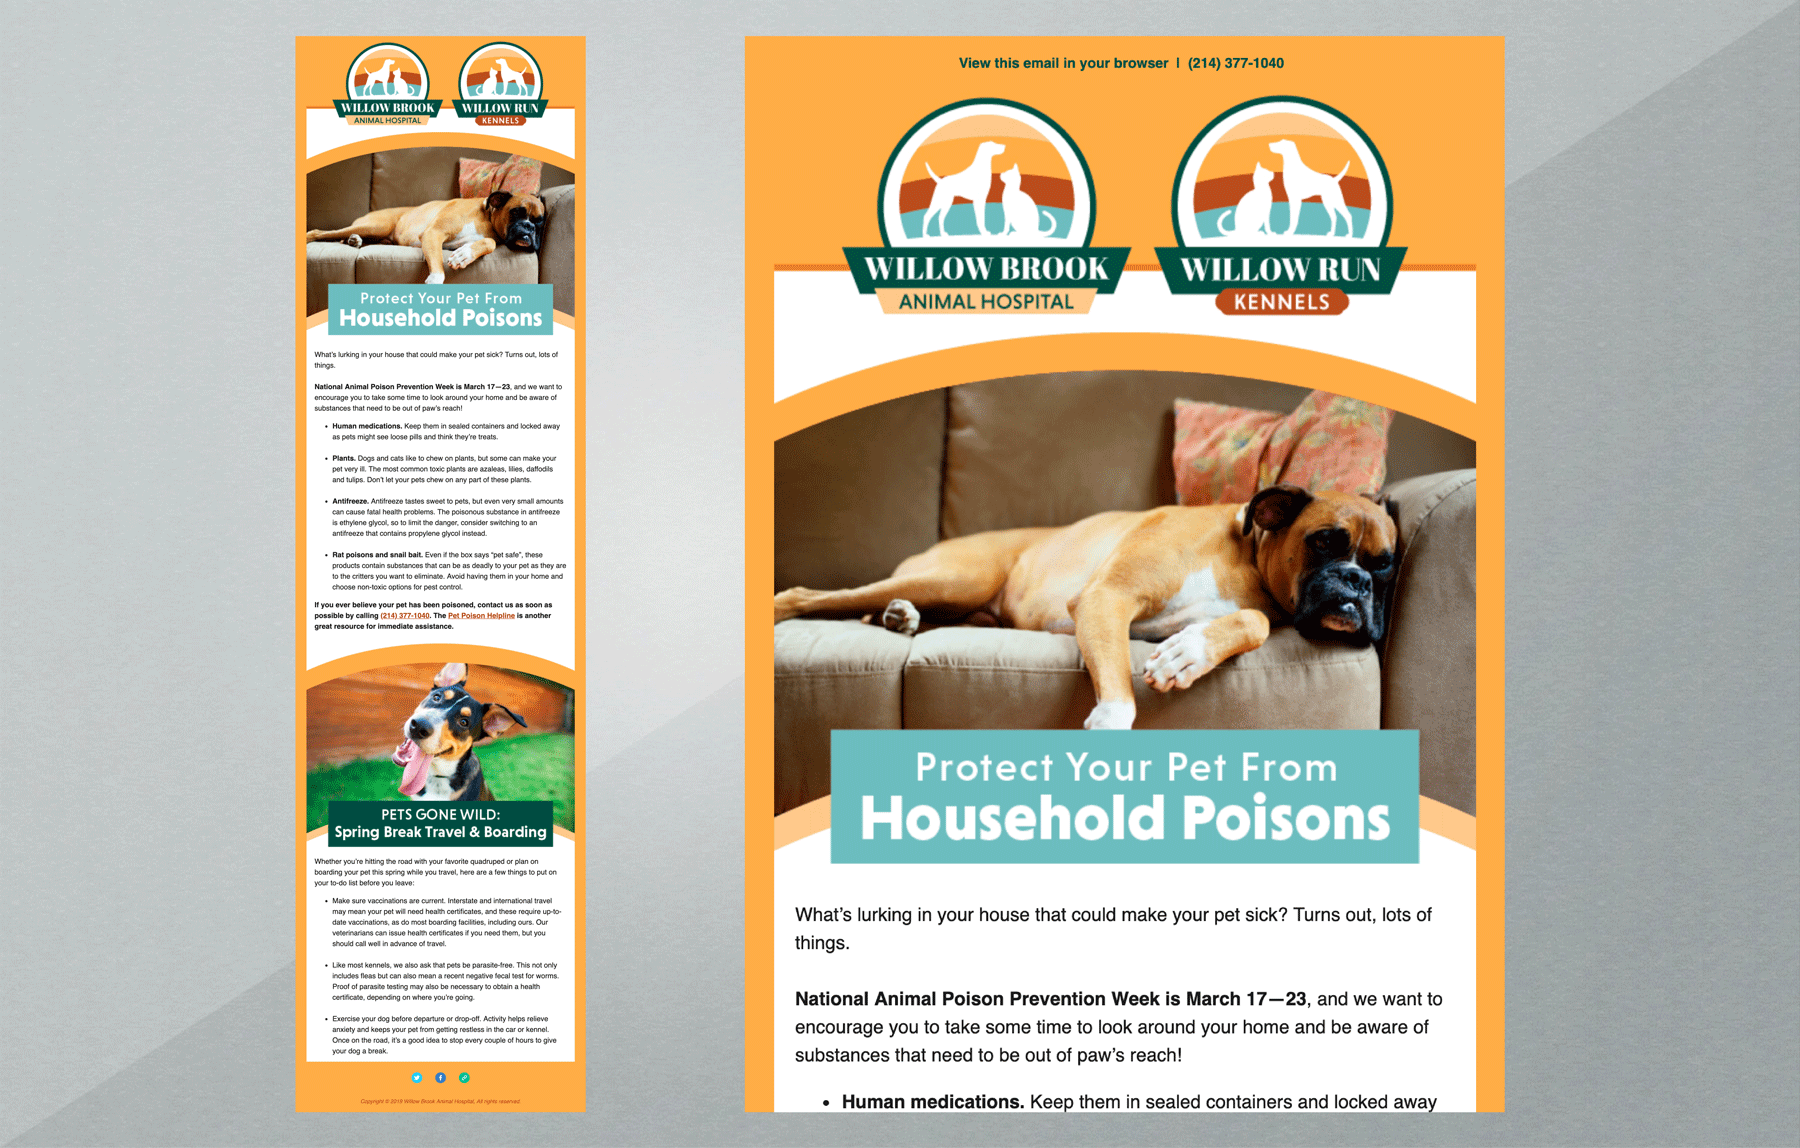 WILLOW BROOK
ANIMAL HOSPITAL
WILLOW RUN
KENNELS
Protect Your Pet From
Household Poisons
What's lurking in your house that could make your pet sick? Turns out, lots of
things.
National Animal Poison Prevention Week is March 17—23, and we want to
encourage you to take some time to look around your home and be aware of
substances that need to be out of paw's reach!
• Human medications. Keep them in sealed containers and locked away
as pets might see loose pills and think they're treats.
• Plants. Dogs and cats like to chew on plants, but some can make your
pet very ill. The most common toxic plants are azaleas, lilies, daffodils
and tulips. Don't let your pets chew on any part of these plants.
• Antifreeze. Antifreeze tastes sweet to pets, but even very small amounts
can cause fatal health problems. The poisonous substance in antifreeze
is ethylene glycol, so to limit the danger, consider switching to an
antifreeze that contains propylene glycol instead.
• Rat poisons and snail bait. Even if the box says "pet safe", these
products contain substances that can be as deadly to your pet as they are
to the critters you want to eliminate. Avoid having them in your home and
choose non-toxic options for pest control.
If you ever believe your pet has been poisoned, contact us as soon as
possible by calling (214) 377-1040. The Pet Poison Helpline is another
great resource for immediate assistance.
PETS GONE WILD:
Spring Break Travel & Boarding
Whether you're hitting the road with your favorite quadruped or plan on
boarding your pet this spring while you travel, here are a few things to put on
your to-do list before you leave:
• Make sure vaccinations are current. Interstate and international travel
may mean your pet will need health certificates, and these require up-to-
date vaccinations, as do most boarding facilities, including ours. Our
veterinarians can issue health certificates if you need them, but you
should call well in advance of travel.
• Like most kennels, we also ask that pets be parasite-free. This not only
includes fleas but can also mean a recent negative fecal test for worms.
Proof of parasite testing may also be necessary to obtain a health
certificate, depending on where you're going.
• Exercise your dog before departure or drop-off. Activity helps relieve
anxiety and keeps your pet from getting restless in the car or kennel.
Once on the road, it's a good idea to stop every couple of hours to give
your dog a break.
Copyright © 2019 Willow Brook Animal Hospital, All rights reserved.
View this email in your browser | (214) 377-1040
WILLOW BROOK
ANIMAL HOSPITAL
WILLOW RUN
KENNELS
Protect Your Pet From
Household Poisons
What's lurking in your house that could make your pet sick? Turns out, lots of
things.
National Animal Poison Prevention Week is March 17—23, and we want to
encourage you to take some time to look around your home and be aware of
substances that need to be out of paw's reach!
• Human medications. Keep them in sealed containers and locked away